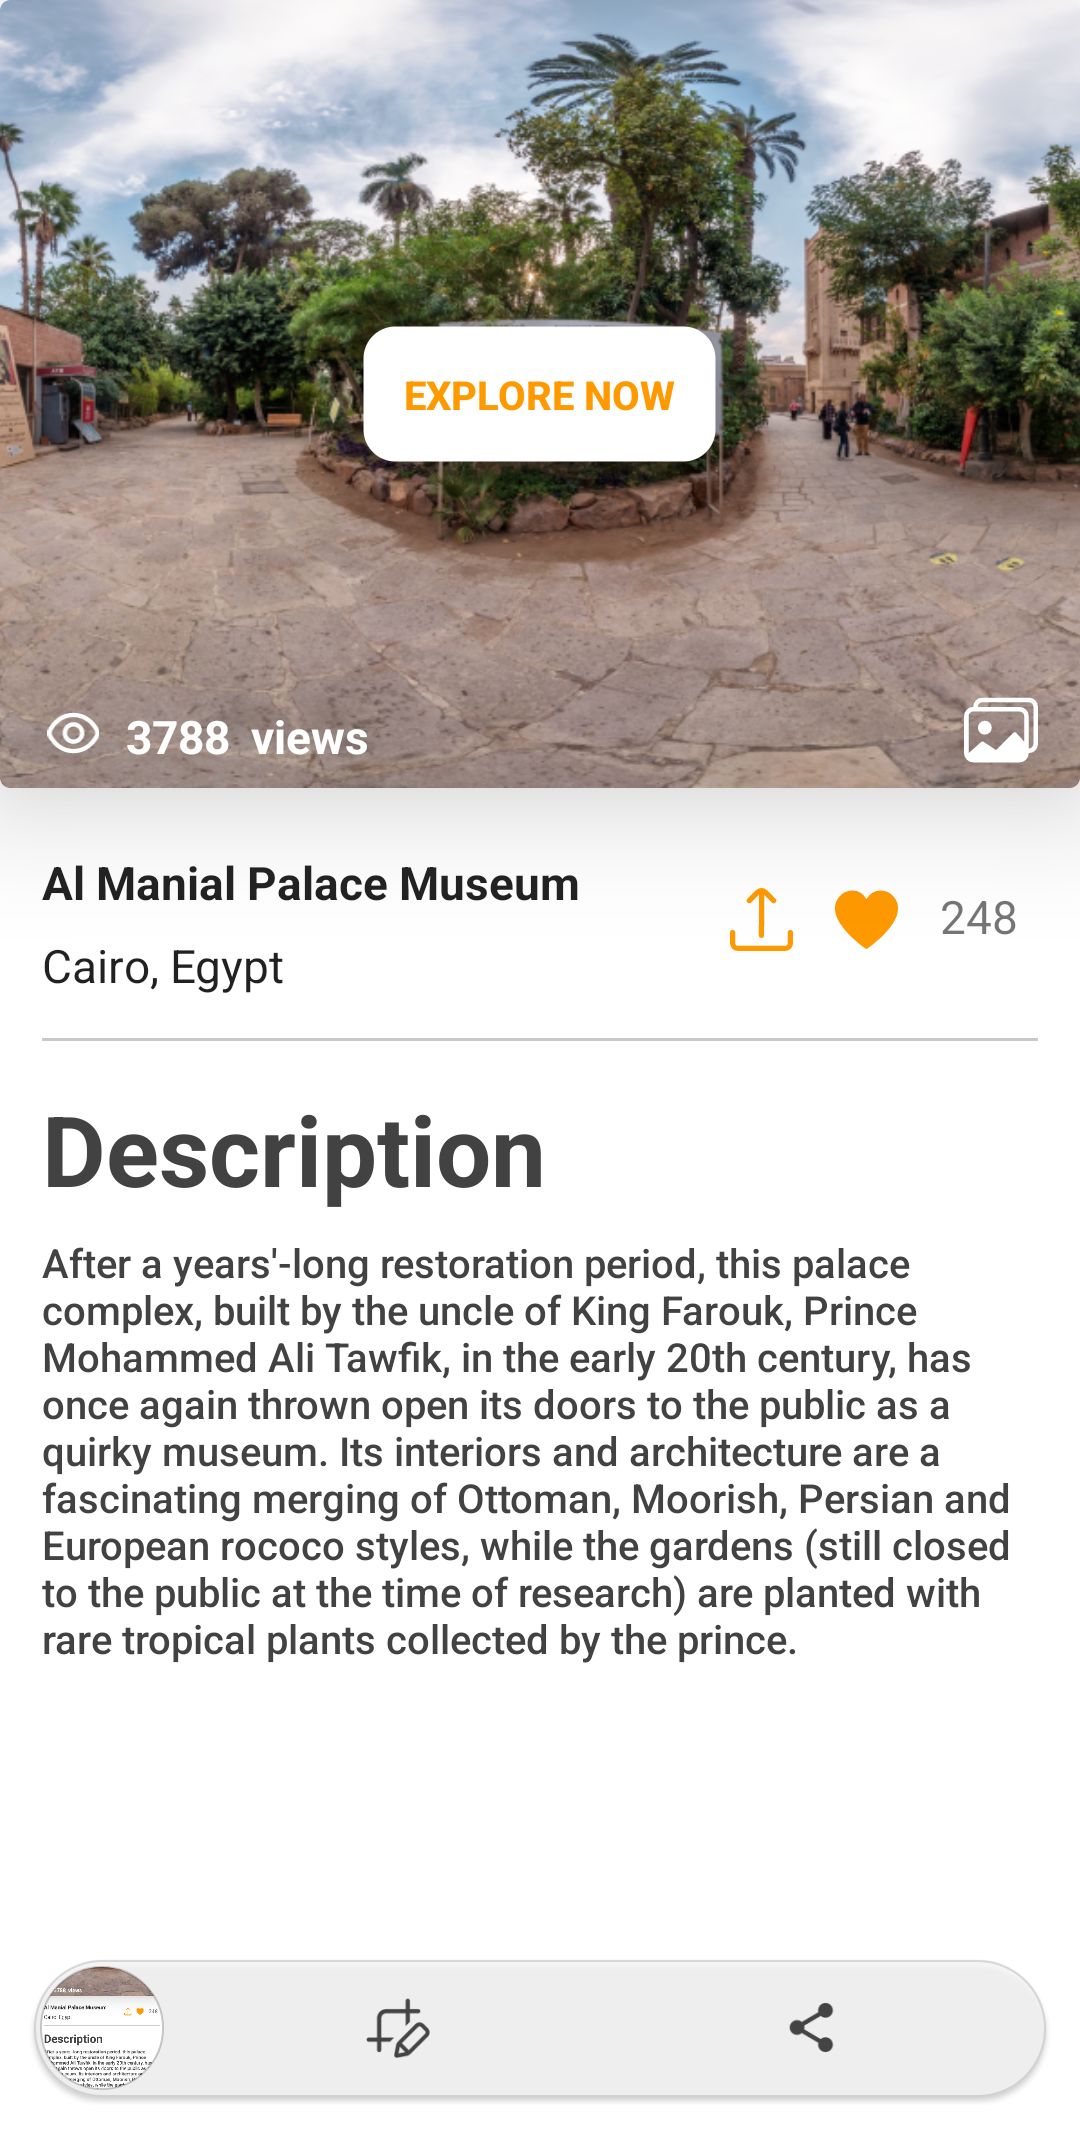 EXPLORE NOW
3788 views
Al Manial Palace Museum
248
Cairo, Egypt
Description
After a years'-long restoration period, this palace
complex, built by the uncle of King Farouk, Prince
Mohammed Ali Tawfik, in the early 20th century, has
once again thrown open its doors to the public as a
quirky museum. Its interiors and architecture are a
fascinating merging of Ottoman, Moorish, Persian and
European rococo styles, while the gardens (still closed
to the public at the time of research) are planted with
rare tropical plants collected by the prince.